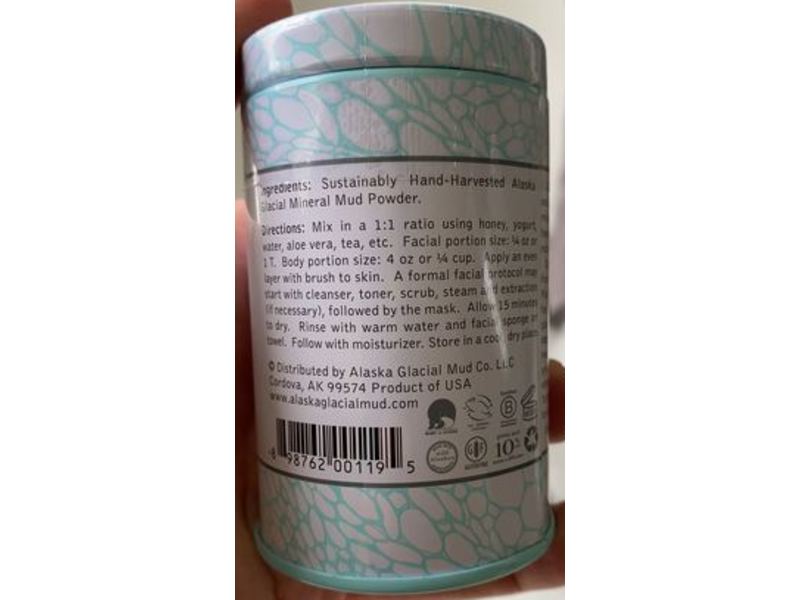 Ingredients: Sustainably Hand-Harvested Alaska
Glacial Mineral Mud Powder.
Directions: Mix in a 1:1 ratio using honey, yogurt,
water, aloe vera, tea, etc. Facial portion size: ¼ oz or
1 T. Body portion size: 4 oz or ¼ cup. Apply an even
layer with brush to skin. A formal facial protocol may
start with cleanser, toner, scrub, steam and extraction
(if necessary), followed by the mask. Allow 15 minutes
to dry. Rinse with warm water and facial sponge or
towel. Follow with moisturizer. Store in a cool dry place.
© Distributed by Alaska Glacial Mud Co. LLC
Cordova, AK 99574 Product of USA
www.alaskaglacialmud.com
B
GF
10%
8 98762 00119 5